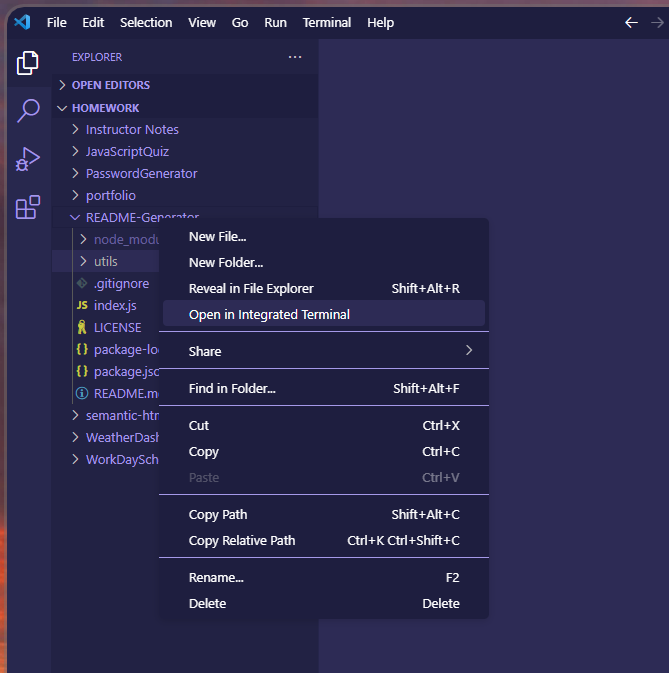 File Edit Selection View Go Run Terminal Help
EXPLORER
OPEN EDITORS
HOMEWORK
Instructor Notes
JavaScriptQuiz
PasswordGenerator
portfolio
README-Generator
node_modu
utils
.gitignore
JS index.js
LICENSE
{} package-lo
{} package.jsc
README.m
semantic-htm
WeatherDash
WorkDaySch
New File...
New Folder...
Reveal in File Explorer Shift+Alt+R
Open in Integrated Terminal
Share
Find in Folder... Shift+Alt+F
Cut Ctrl+X
Copy Ctrl+C
Paste Ctrl+V
Copy Path Shift+Alt+C
Copy Relative Path Ctrl+K Ctrl+Shift+C
Rename... F2
Delete Delete